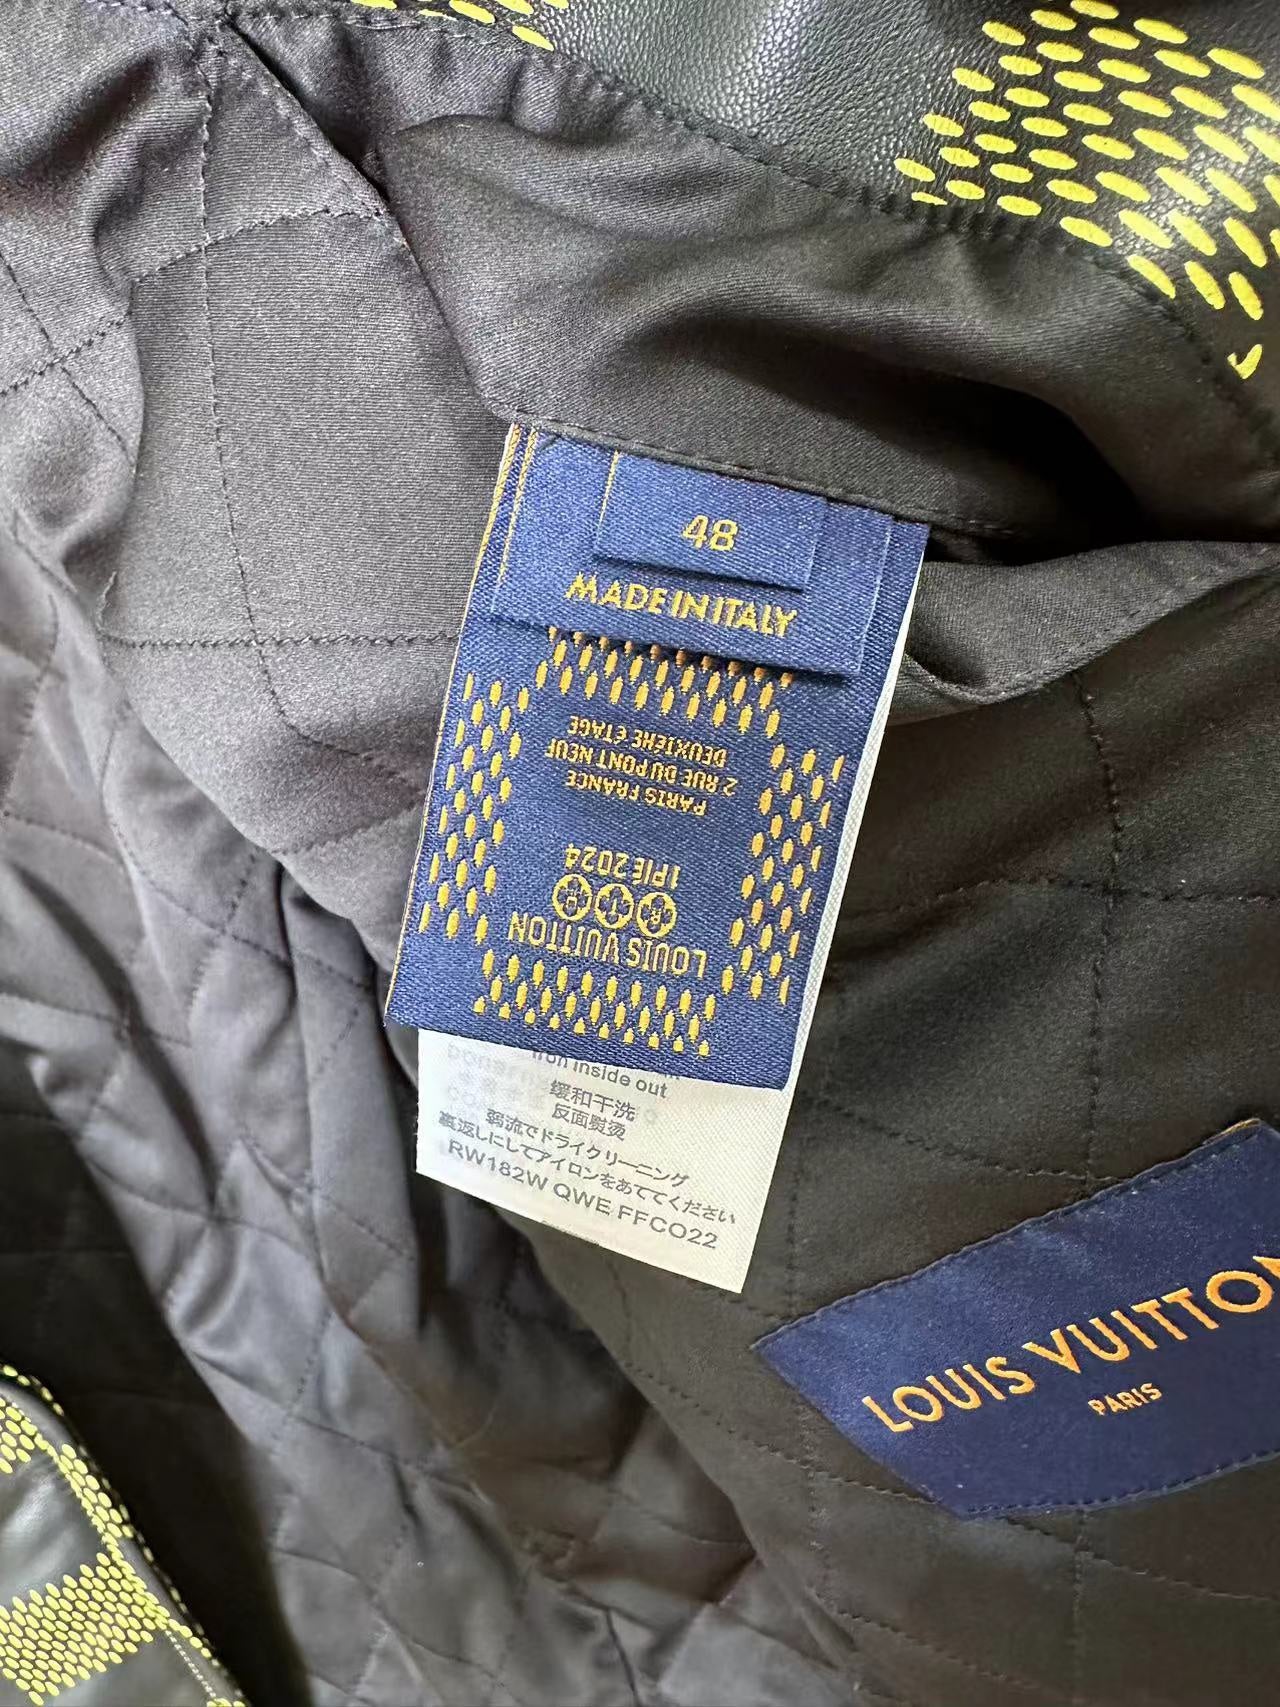 48
MADE IN ITALY
LOUIS VUITTON
1PIE 2024
PARIS FRANCE
2 RUE DU PONT NEUF
DEUXIÈME ÉTAGE
Iron inside out
缓和干洗
反面熨烫
弱流でドライクリーニング
裏返しにしてアイロンをあててください
RW182W QWE FFCO22
LOUIS VUITTON
PARIS